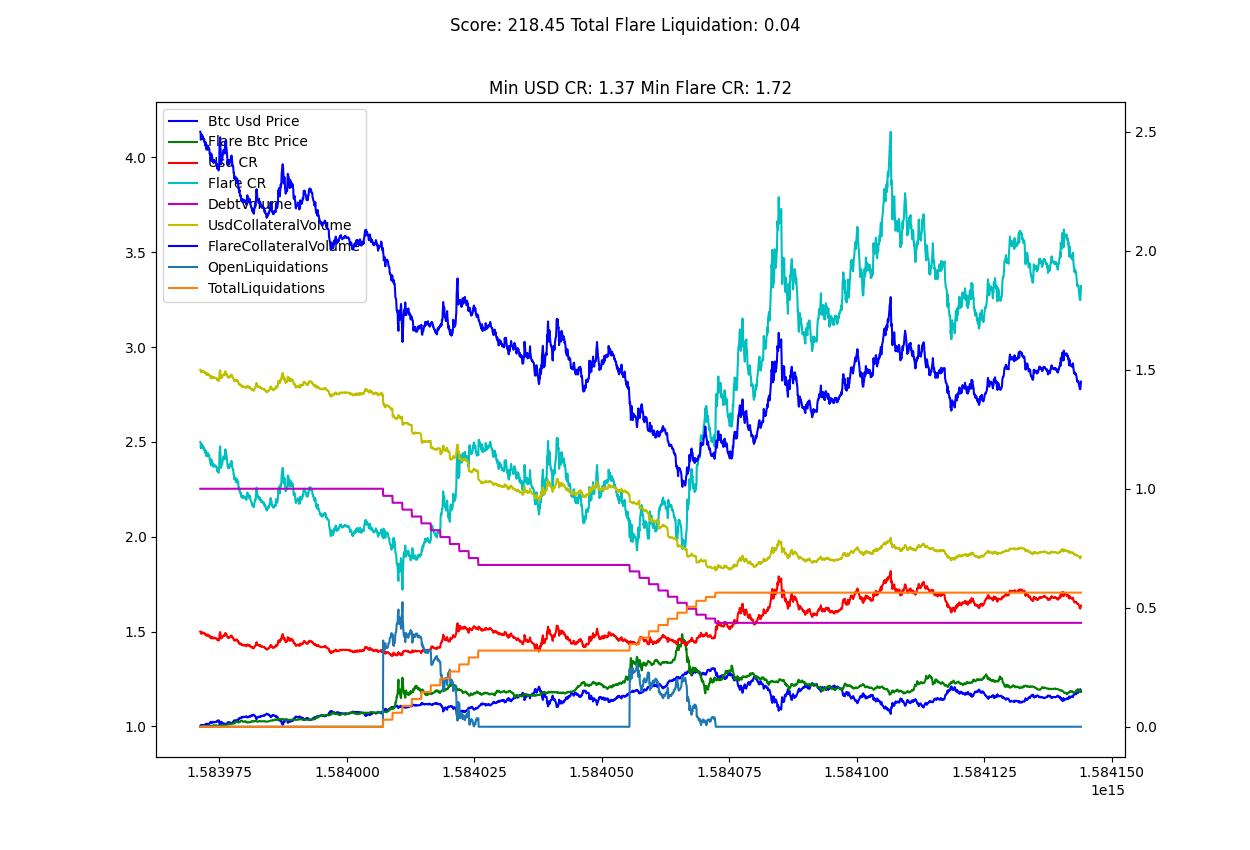 Score: 218.45 Total Flare Liquidation: 0.04
Min USD CR: 1.37 Min Flare CR: 1.72
Btc Usd Price
Flare Btc Price
Usd CR
Flare CR
DebtVolume
UsdCollateralVolume
FlareCollateralVolume
OpenLiquidations
TotalLiquidations
4.0
3.5
3.0
2.5
2.0
1.5
1.0
2.5
2.0
1.5
1.0
0.5
0.0
1.583975 1.584000 1.584025 1.584050 1.584075 1.584100 1.584125 1.584150
1e15